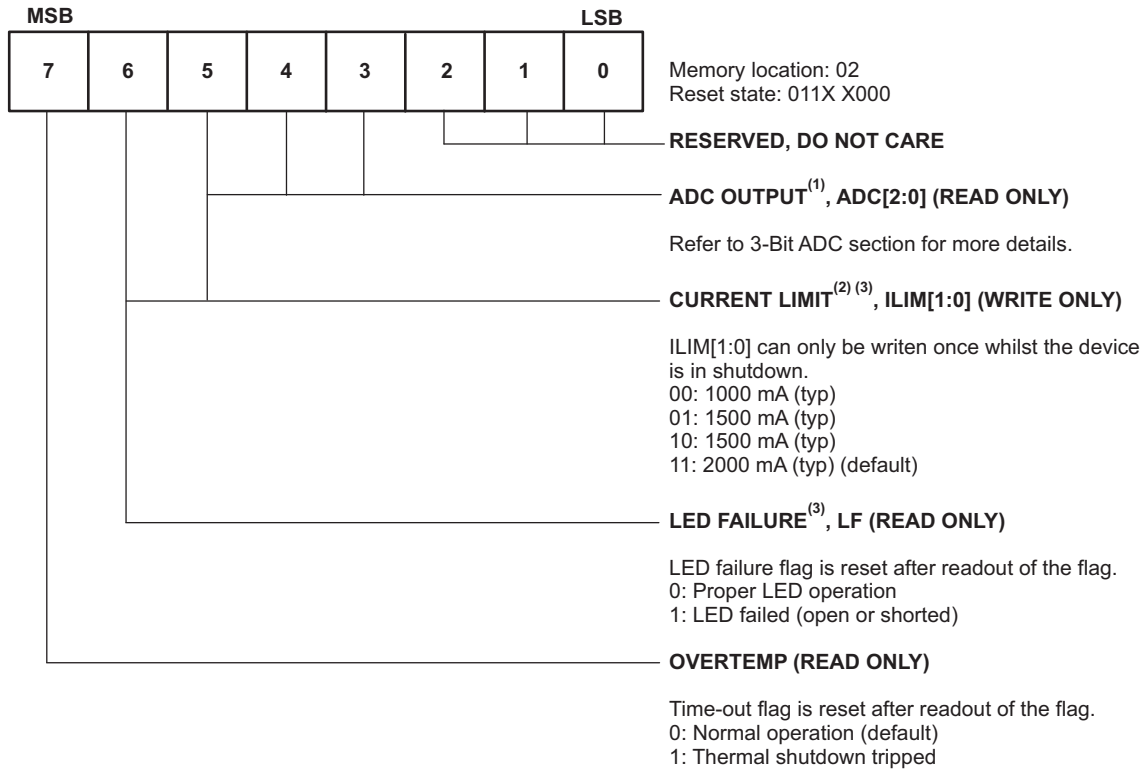 MSB LSB
7 6 5 4 3 2 1 0
Memory location: 02
Reset state: 011X X000
RESERVED, DO NOT CARE
ADC OUTPUT(1), ADC[2:0] (READ ONLY)
Refer to 3-Bit ADC section for more details.
CURRENT LIMIT(2) (3), ILIM[1:0] (WRITE ONLY)
ILIM[1:0] can only be writen once whilst the device
is in shutdown.
00: 1000 mA (typ)
01: 1500 mA (typ)
10: 1500 mA (typ)
11: 2000 mA (typ) (default)
LED FAILURE(3), LF (READ ONLY)
LED failure flag is reset after readout of the flag.
0: Proper LED operation
1: LED failed (open or shorted)
OVERTEMP (READ ONLY)
Time-out flag is reset after readout of the flag.
0: Normal operation (default)
1: Thermal shutdown tripped